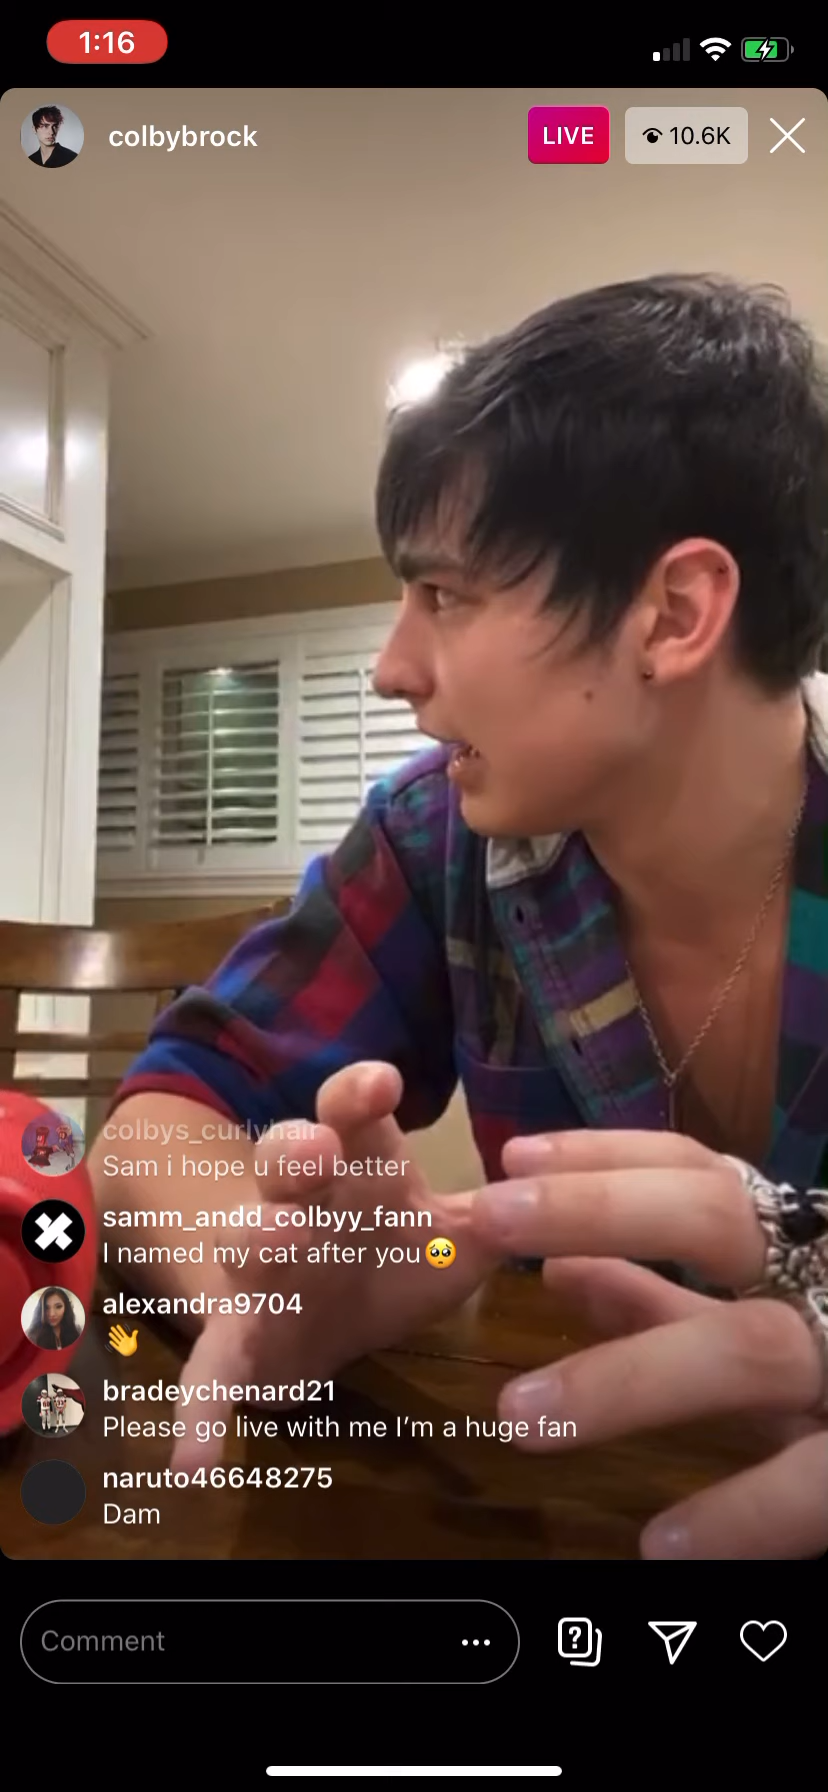 1:16
colbybrock
LIVE
10.6K
colbys_curlyhair
Sam i hope u feel better
samm_andd_colbyy_fann
I named my cat after you🥺
alexandra9704
👋
bradeychenard21
Please go live with me I’m a huge fan
naruto46648275
Dam
Comment